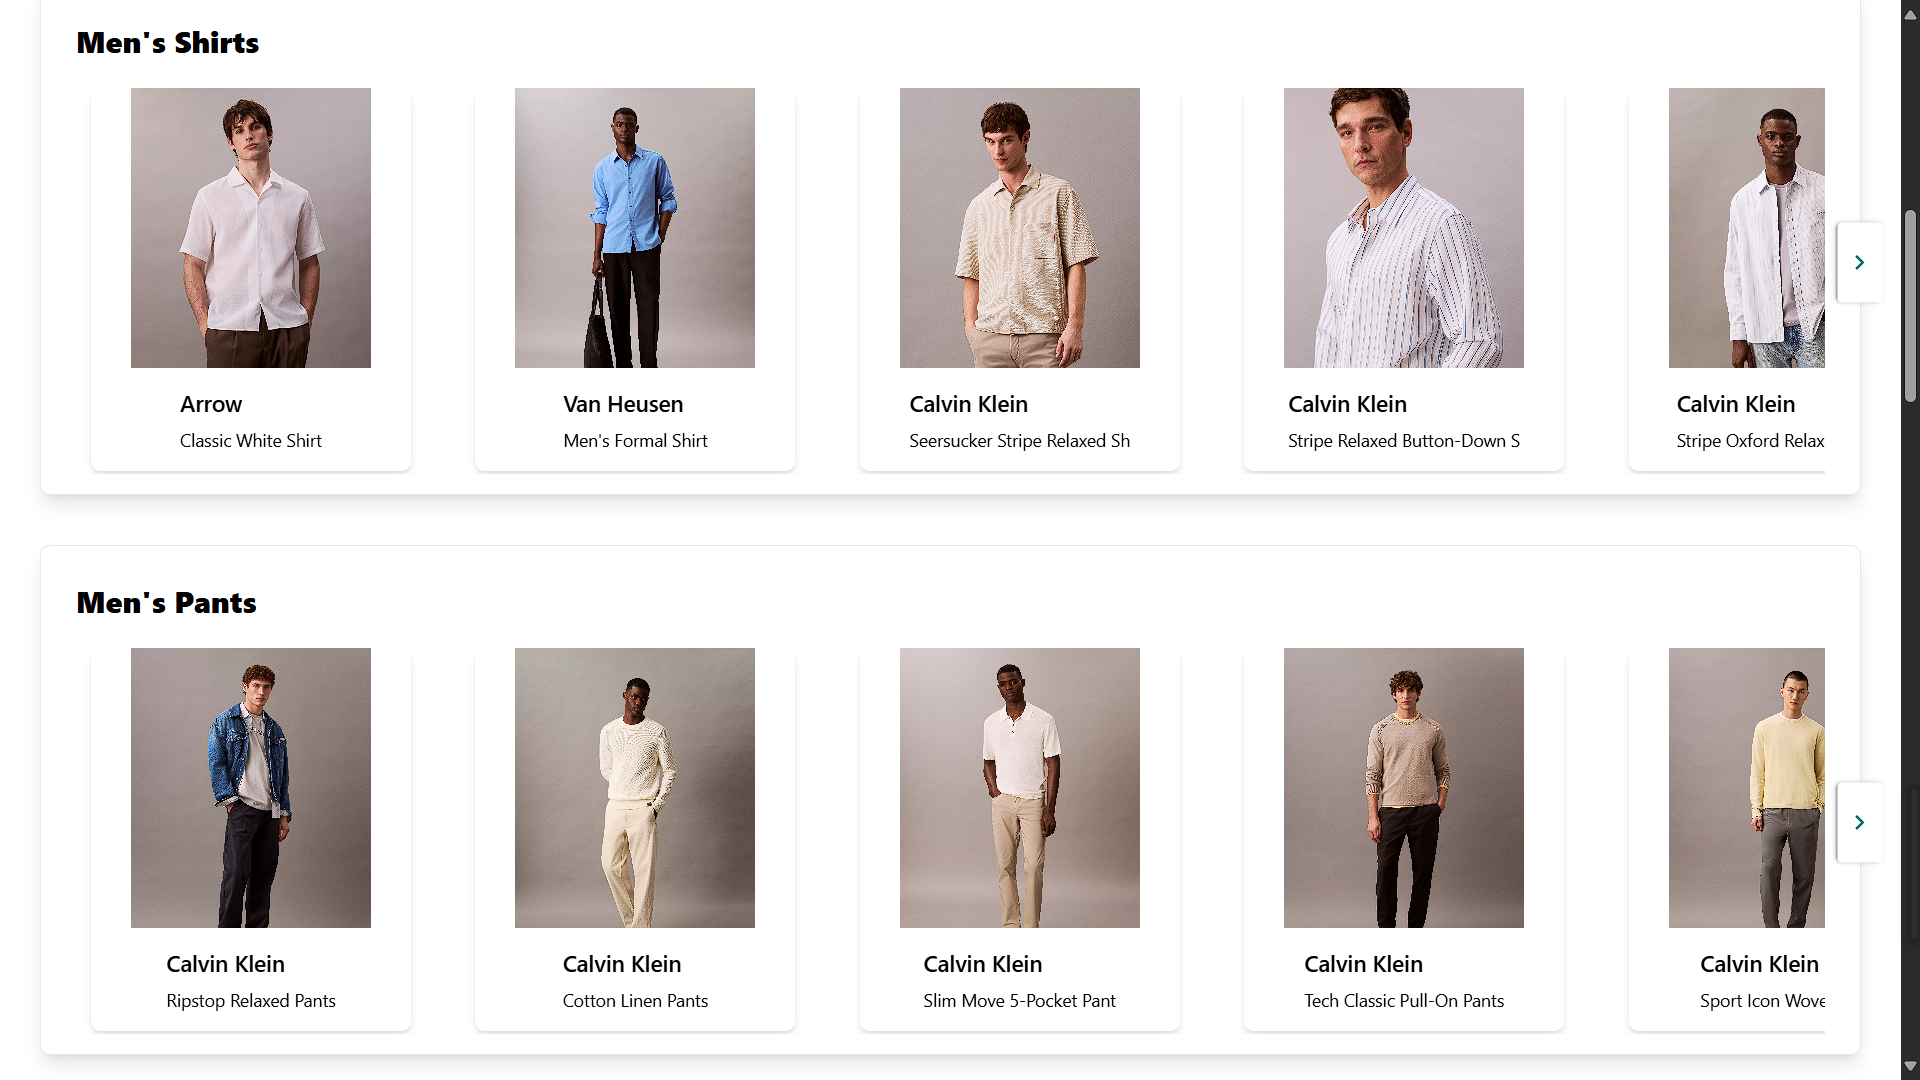 Men's Shirts
Arrow
Classic White Shirt
Van Heusen
Men's Formal Shirt
Calvin Klein
Seersucker Stripe Relaxed Sh
Calvin Klein
Stripe Relaxed Button-Down S
Calvin Klein
Stripe Oxford Relax
Men's Pants
Calvin Klein
Ripstop Relaxed Pants
Calvin Klein
Cotton Linen Pants
Calvin Klein
Slim Move 5-Pocket Pant
Calvin Klein
Tech Classic Pull-On Pants
Calvin Klein
Sport Icon Wove